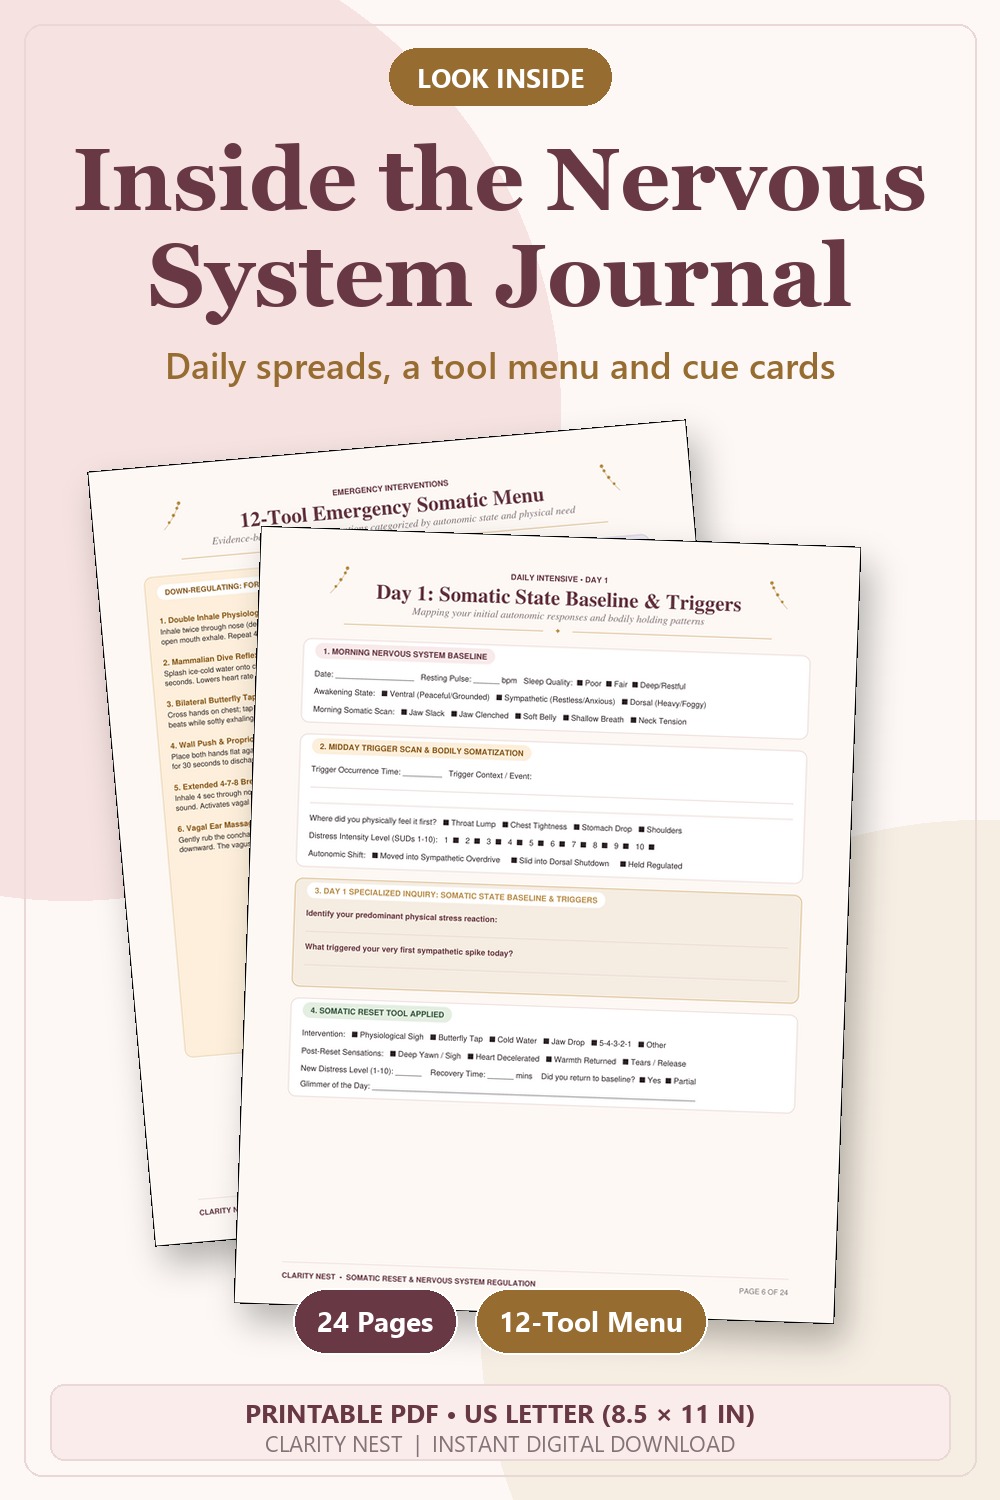 LOOK INSIDE
Inside the Nervous
System Journal
Daily spreads, a tool menu and cue cards
EMERGENCY INTERVENTIONS
12-Tool Emergency Somatic Menu
Evidence-ba categorized by autonomic state and physical need
DOWN-REGULATING: FOR
1. Double Inhale Physiolog
Inhale twice through nose (de
open mouth exhale. Repeat 4
2. Mammalian Dive Refle
Splash ice-cold water onto
seconds. Lowers heart rate
3. Bilateral Butterfly Tap
Cross hands on chest; tap
beats while softly exhaling
4. Wall Push & Propri
Place both hands flat aga
for 30 seconds to discha
5. Extended 4-7-8 Bre
Inhale 4 sec through no
sound. Activates vagal
6. Vagal Ear Massag
Gently rub the concha
downward. The vagus
CLARITY N
DAILY INTENSIVE • DAY 1
Day 1: Somatic State Baseline & Triggers
Mapping your initial autonomic responses and bodily holding patterns
1. MORNING NERVOUS SYSTEM BASELINE
Date: ________________ Resting Pulse: ______ bpm Sleep Quality: ■ Poor ■ Fair ■ Deep/Restful
Awakening State: ■ Ventral (Peaceful/Grounded) ■ Sympathetic (Restless/Anxious) ■ Dorsal (Heavy/Foggy)
Morning Somatic Scan: ■ Jaw Slack ■ Jaw Clenched ■ Soft Belly ■ Shallow Breath ■ Neck Tension
2. MIDDAY TRIGGER SCAN & BODILY SOMATIZATION
Trigger Occurrence Time: ________ Trigger Context / Event:
Where did you physically feel it first? ■ Throat Lump ■ Chest Tightness ■ Stomach Drop ■ Shoulders
Distress Intensity Level (SUDs 1-10): 1 ■ 2 ■ 3 ■ 4 ■ 5 ■ 6 ■ 7 ■ 8 ■ 9 ■ 10 ■
Autonomic Shift: ■ Moved into Sympathetic Overdrive ■ Slid into Dorsal Shutdown ■ Held Regulated
3. DAY 1 SPECIALIZED INQUIRY: SOMATIC STATE BASELINE & TRIGGERS
Identify your predominant physical stress reaction:
What triggered your very first sympathetic spike today?
4. SOMATIC RESET TOOL APPLIED
Intervention: ■ Physiological Sigh ■ Butterfly Tap ■ Cold Water ■ Jaw Drop ■ 5-4-3-2-1 ■ Other
Post-Reset Sensations: ■ Deep Yawn / Sigh ■ Heart Decelerated ■ Warmth Returned ■ Tears / Release
New Distress Level (1-10): ______ Recovery Time: ______ mins Did you return to baseline? ■ Yes ■ Partial
Glimmer of the Day: ________________
CLARITY NEST • SOMATIC RESET & NERVOUS SYSTEM REGULATION
PAGE 6 OF 24
24 Pages
12-Tool Menu
PRINTABLE PDF • US LETTER (8.5 × 11 IN)
CLARITY NEST | INSTANT DIGITAL DOWNLOAD